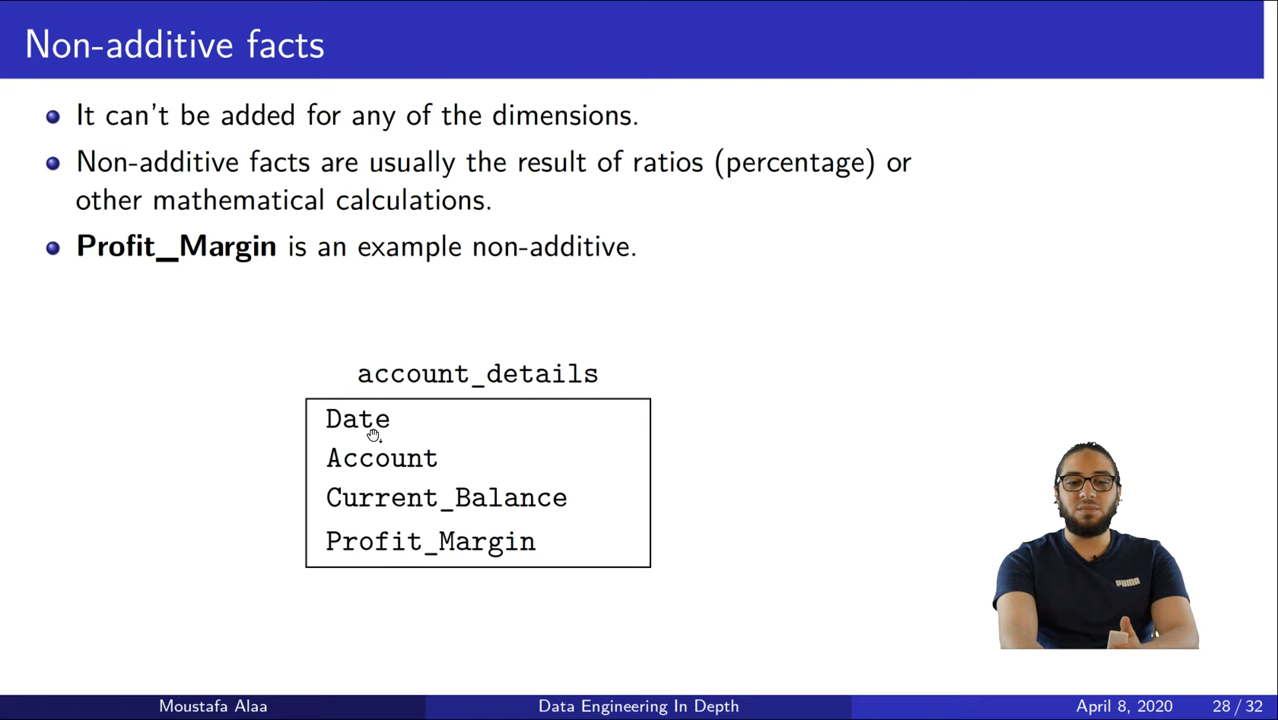 Non-additive facts
It can't be added for any of the dimensions.
Non-additive facts are usually the result of ratios (percentage) or
other mathematical calculations.
Profit_Margin is an example non-additive.
account_details
Date
Account
Current_Balance
Profit_Margin
PUMA
Moustafa Alaa Data Engineering In Depth April 8, 2020 28 / 32